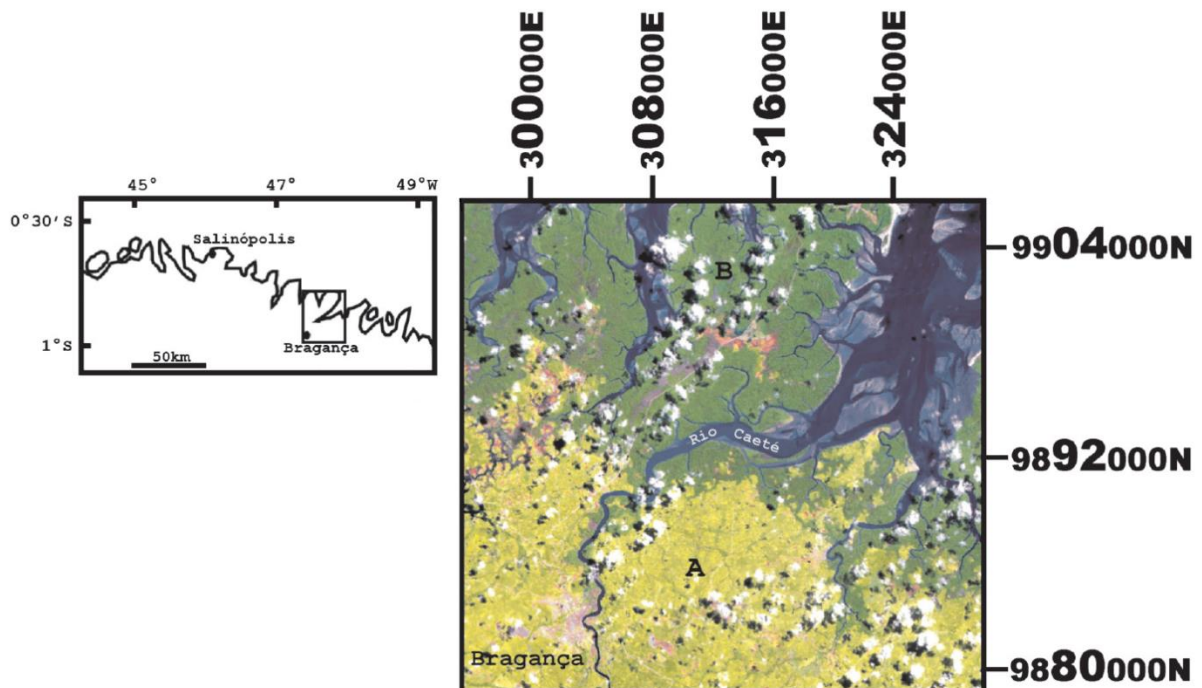 300000E
308000E
316000E
324000E
45° 47° 49°W
0°30′S
Salinópolis
1°S
50km
Bragança
9904000N
B
Rio Caeté
9892000N
A
Bragança
9880000N